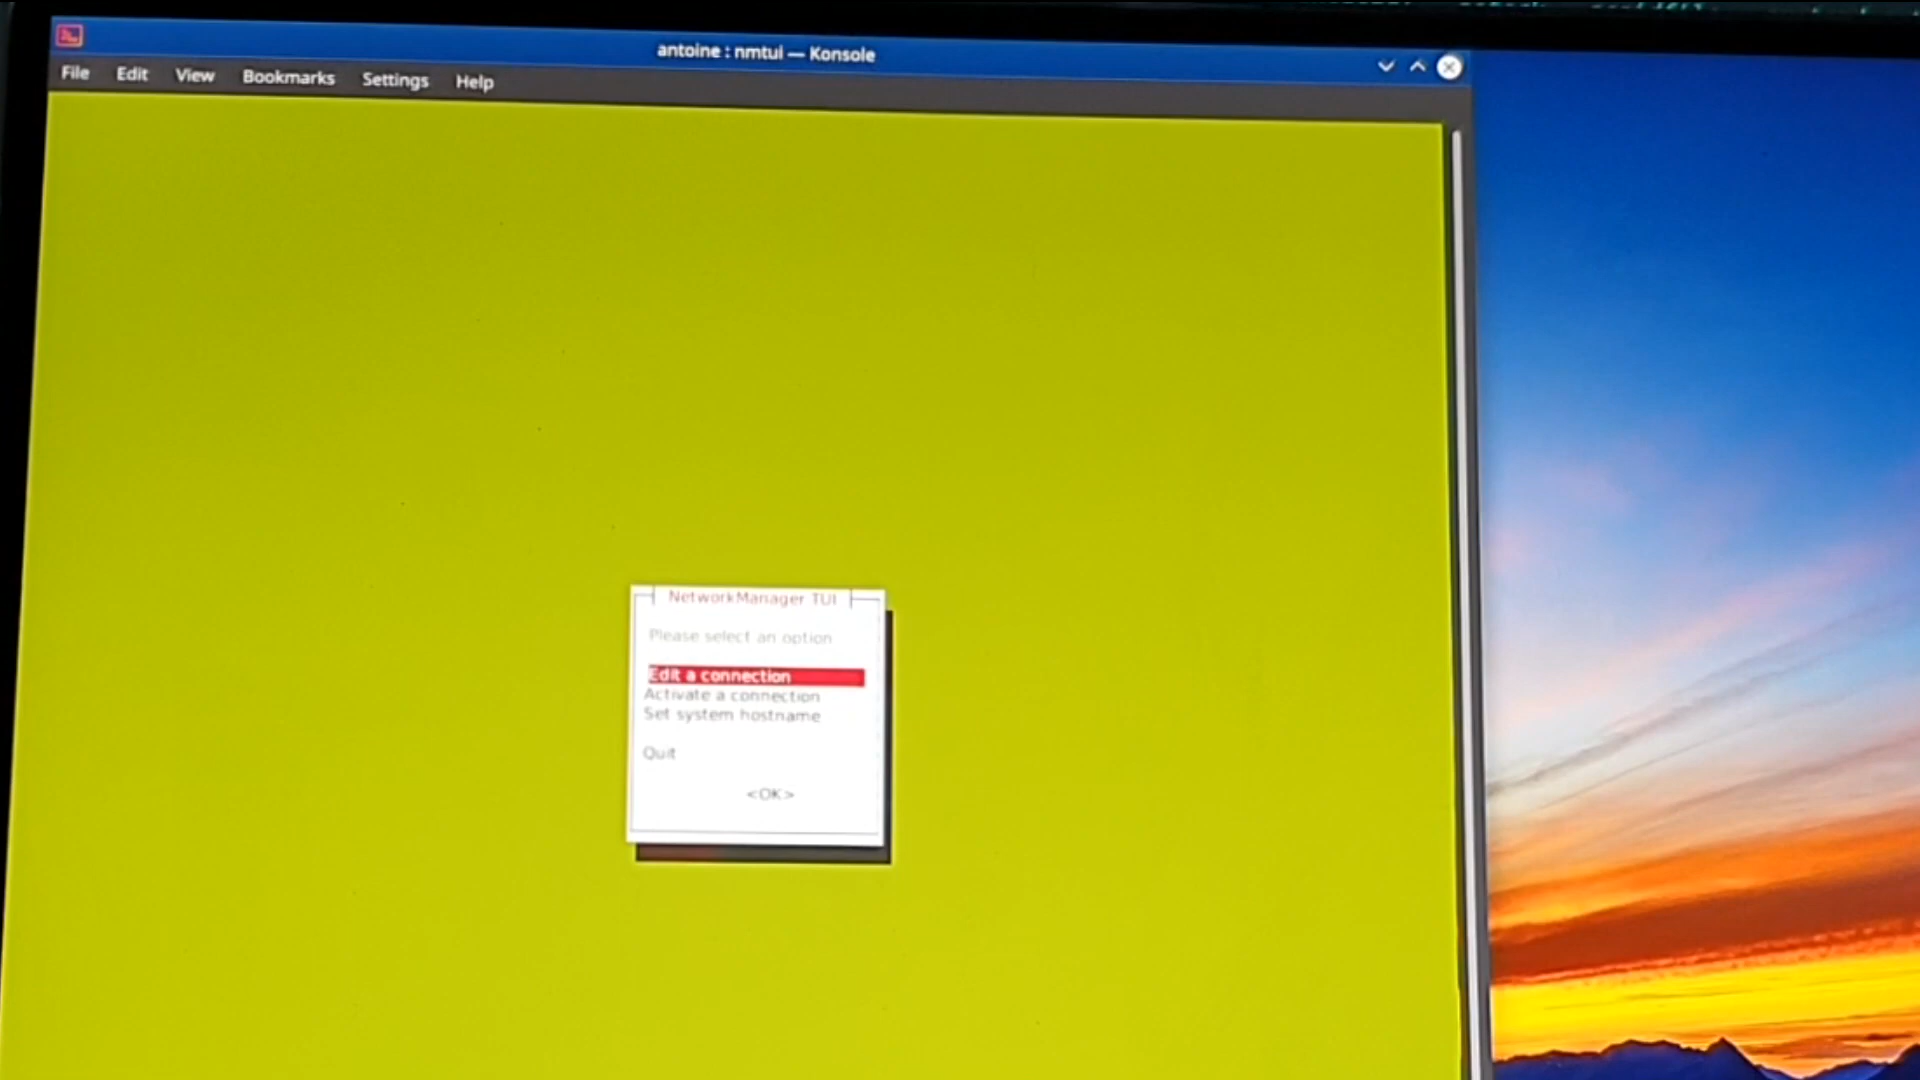 antoine : nmtui — Konsole
File Edit View Bookmarks Settings Help
NetworkManager TUI
Please select an option
Edit a connection
Activate a connection
Set system hostname
Quit
<OK>